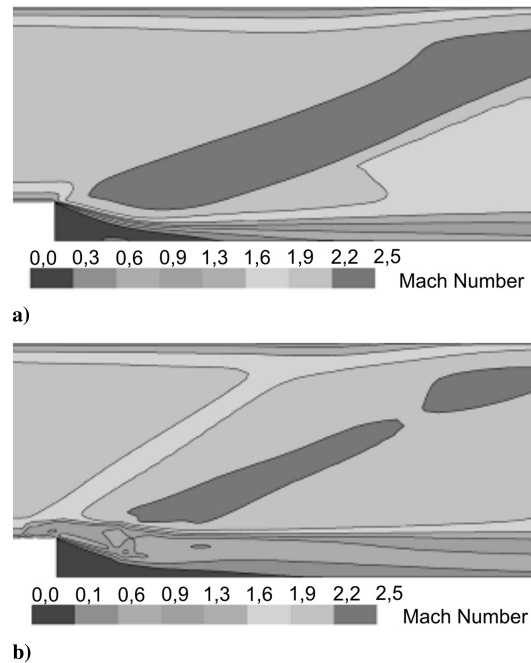 0,0 0,3 0,6 0,9 1,3 1,6 1,9 2,2 2,5
Mach Number
a)
0,0 0,1 0,6 0,9 1,3 1,6 1,9 2,2 2,5
Mach Number
b)